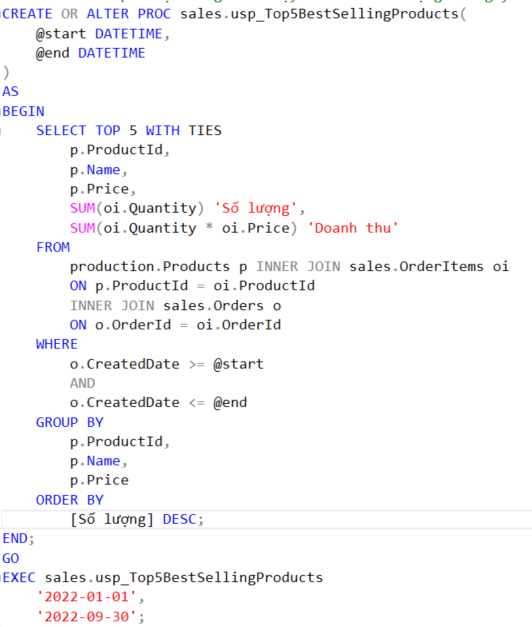 CREATE OR ALTER PROC sales.usp_Top5BestSellingProducts(
    @start DATETIME,
    @end DATETIME
)
AS
BEGIN
    SELECT TOP 5 WITH TIES
        p.ProductId,
        p.Name,
        p.Price,
        SUM(oi.Quantity) 'Số lượng',
        SUM(oi.Quantity * oi.Price) 'Doanh thu'
    FROM
        production.Products p INNER JOIN sales.OrderItems oi
        ON p.ProductId = oi.ProductId
        INNER JOIN sales.Orders o
        ON o.OrderId = oi.OrderId
    WHERE
        o.CreatedDate >= @start
        AND
        o.CreatedDate <= @end
    GROUP BY
        p.ProductId,
        p.Name,
        p.Price
    ORDER BY
        [Số lượng] DESC;
END;
GO
EXEC sales.usp_Top5BestSellingProducts
    '2022-01-01',
    '2022-09-30';